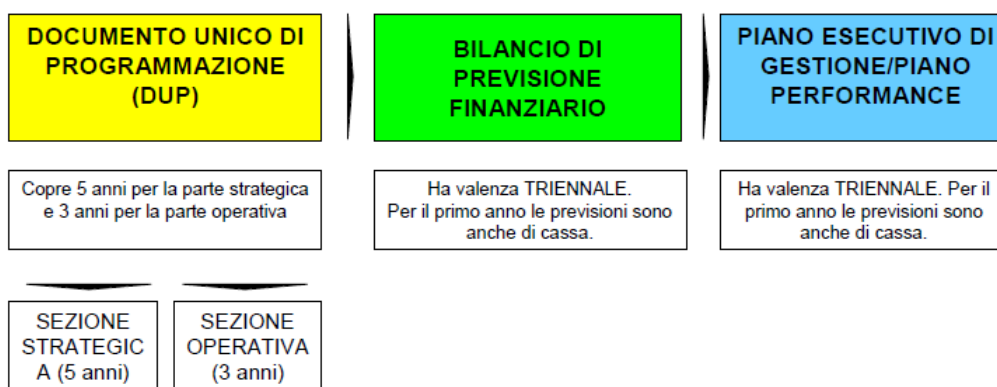 DOCUMENTO UNICO DI
PROGRAMMAZIONE
(DUP)
BILANCIO DI
PREVISIONE
FINANZIARIO
PIANO ESECUTIVO DI
GESTIONE/PIANO
PERFORMANCE
Copre 5 anni per la parte strategica
e 3 anni per la parte operativa
Ha valenza TRIENNALE.
Per il primo anno le previsioni sono
anche di cassa.
Ha valenza TRIENNALE. Per il
primo anno le previsioni sono
anche di cassa.
SEZIONE
STRATEGIC
A (5 anni)
SEZIONE
OPERATIVA
(3 anni)